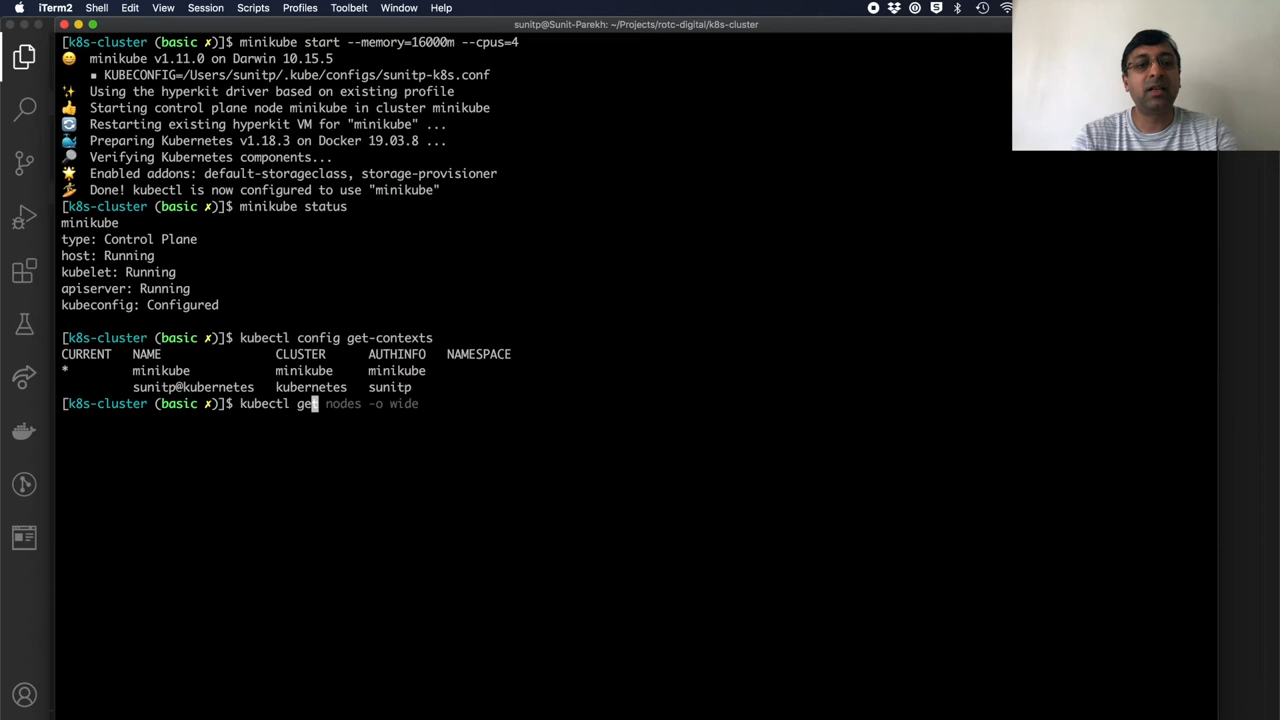 iTerm2 Shell Edit View Session Scripts Profiles Toolbelt Window Help
sunitp@Sunit-Parekh: ~/Projects/rotc-digital/k8s-cluster
[k8s-cluster (basic ✗)]$ minikube start --memory=16000m --cpus=4
😄 minikube v1.11.0 on Darwin 10.15.5
▪ KUBECONFIG=/Users/sunitp/.kube/configs/sunitp-k8s.conf
✨ Using the hyperkit driver based on existing profile
👍 Starting control plane node minikube in cluster minikube
🔄 Restarting existing hyperkit VM for "minikube" ...
🐳 Preparing Kubernetes v1.18.3 on Docker 19.03.8 ...
🔎 Verifying Kubernetes components...
🌟 Enabled addons: default-storageclass, storage-provisioner
🏄 Done! kubectl is now configured to use "minikube"
[k8s-cluster (basic ✗)]$ minikube status
minikube
type: Control Plane
host: Running
kubelet: Running
apiserver: Running
kubeconfig: Configured
[k8s-cluster (basic ✗)]$ kubectl config get-contexts
CURRENT NAME CLUSTER AUTHINFO NAMESPACE
* minikube minikube minikube
sunitp@kubernetes kubernetes sunitp
[k8s-cluster (basic ✗)]$ kubectl get nodes -o wide